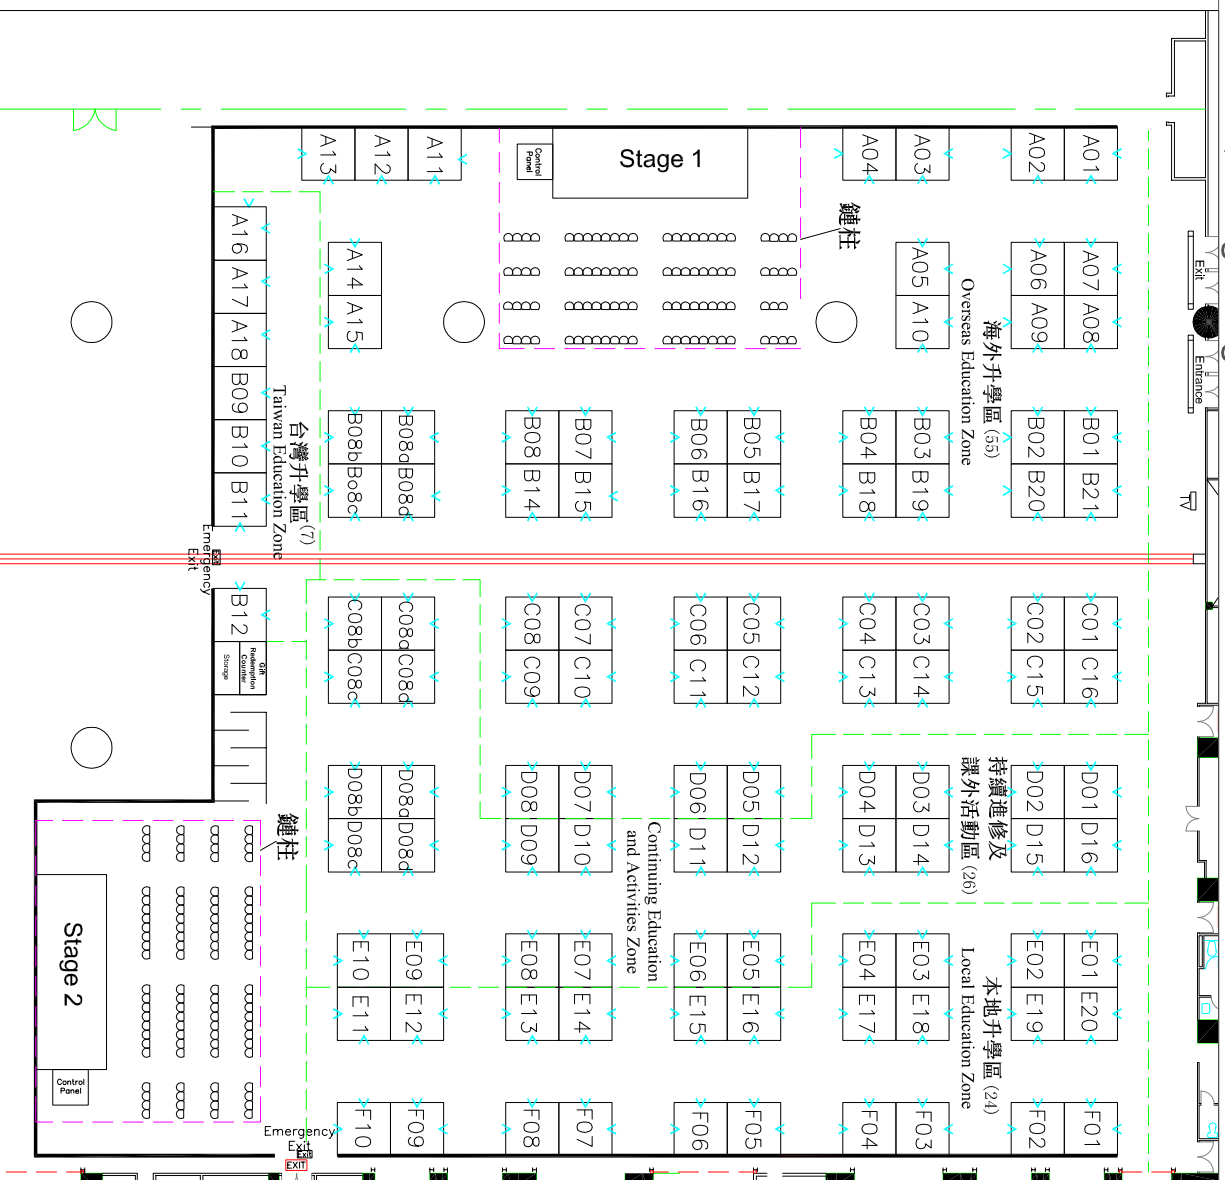 A13 A12 A11
Control
Panel
Stage 1
A04 A03 A02 A01
鏈柱
A16
A14
A05 A06 A07
Exit
A17
A15
A10 A09 A08
A18
Entrance
海外升學區 (55)
Overseas Education Zone
B09
B10
B11
台灣升學區 (7)
Taiwan Education Zone
B08b B08a B08 B07 B06 B05 B04 B03 B02 B01
Bo8c B08d B14 B15 B16 B17 B18 B19 B20 B21
TV
Emergency
Exit
EXIT
B12
Gift
Redemption
Counter
Storage
C08b C08a C08 C07 C06 C05 C04 C03 C02 C01
C08c C08d C09 C10 C11 C12 C13 C14 C15 C16
持續進修及
課外活動區 (26)
Continuing Education
and Activities Zone
D08b D08a D08 D07 D06 D05 D04 D03 D02 D01
D08c D08d D09 D10 D11 D12 D13 D14 D15 D16
鏈柱
Stage 2
Control
Panel
E10 E09 E08 E07 E06 E05 E04 E03 E02 E01
E11 E12 E13 E14 E15 E16 E17 E18 E19 E20
本地升學區 (24)
Local Education Zone
F10 F09 F08 F07 F06 F05 F04 F03 F02 F01
Emergency
Exit
EXIT
EXIT